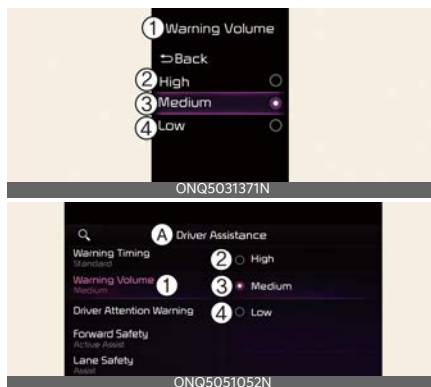 1 Warning Volume
Back
2 High
3 Medium
4 Low
ONQ5031371N
A Driver Assistance
Warning Timing
Standard
2 High
Warning Volume 1
Medium
3 Medium
Driver Attention Warning
4 Low
Forward Safety
Active Assist
Lane Safety
Assist
ONQ5051052N